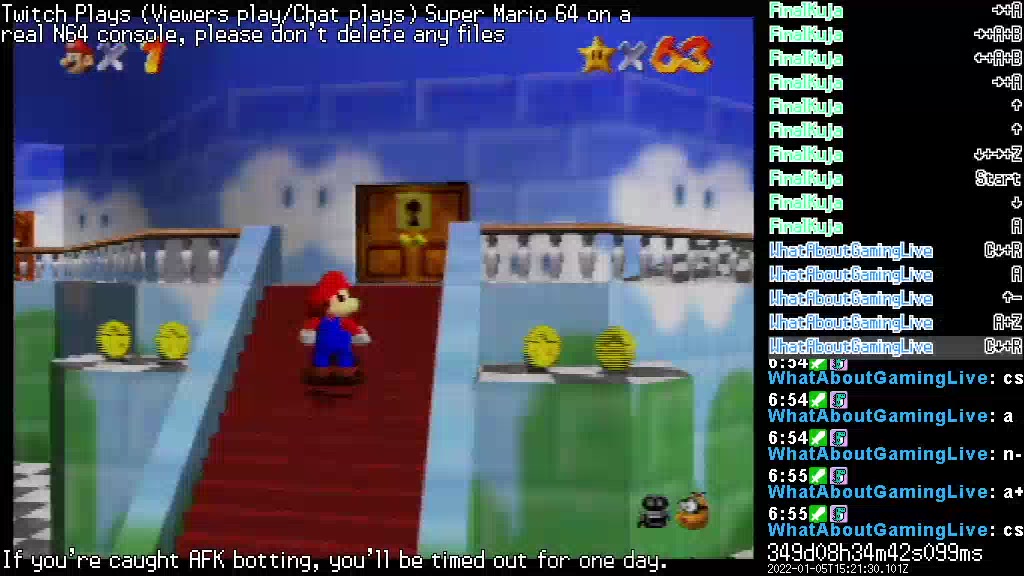 Twitch Plays (Viewers play/Chat plays) Super Mario 64 on a
real N64 console, please don't delete any files
× 1
× 63
FinalKuja →+A
FinalKuja →+A+B
FinalKuja ←+A+B
FinalKuja →+A
FinalKuja ↑
FinalKuja ↑
FinalKuja ↓+→+Z
FinalKuja Start
FinalKuja ↓
FinalKuja A
WhatAboutGamingLive C↓+R
WhatAboutGamingLive A
WhatAboutGamingLive ↑-
WhatAboutGamingLive A+Z
WhatAboutGamingLive C↓+R
6:54
WhatAboutGamingLive: cs
6:54
WhatAboutGamingLive: a
6:54
WhatAboutGamingLive: n-
6:55
WhatAboutGamingLive: a+
6:55
WhatAboutGamingLive: cs
If you're caught AFK botting, you'll be timed out for one day.
349d08h34m42s099ms
2022-01-05T15:21:30.101Z